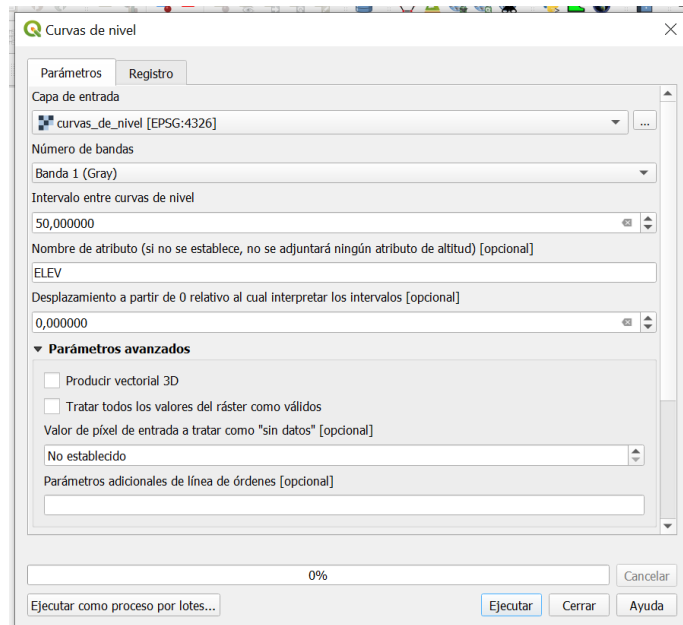 Curvas de nivel
Parámetros Registro
Capa de entrada
curvas_de_nivel [EPSG:4326]
...
Número de bandas
Banda 1 (Gray)
Intervalo entre curvas de nivel
50,000000
Nombre de atributo (si no se establece, no se adjuntará ningún atributo de altitud) [opcional]
ELEV
Desplazamiento a partir de 0 relativo al cual interpretar los intervalos [opcional]
0,000000
Parámetros avanzados
Producir vectorial 3D
Tratar todos los valores del ráster como válidos
Valor de píxel de entrada a tratar como "sin datos" [opcional]
No establecido
Parámetros adicionales de línea de órdenes [opcional]
0%
Cancelar
Ejecutar como proceso por lotes... Ejecutar Cerrar Ayuda